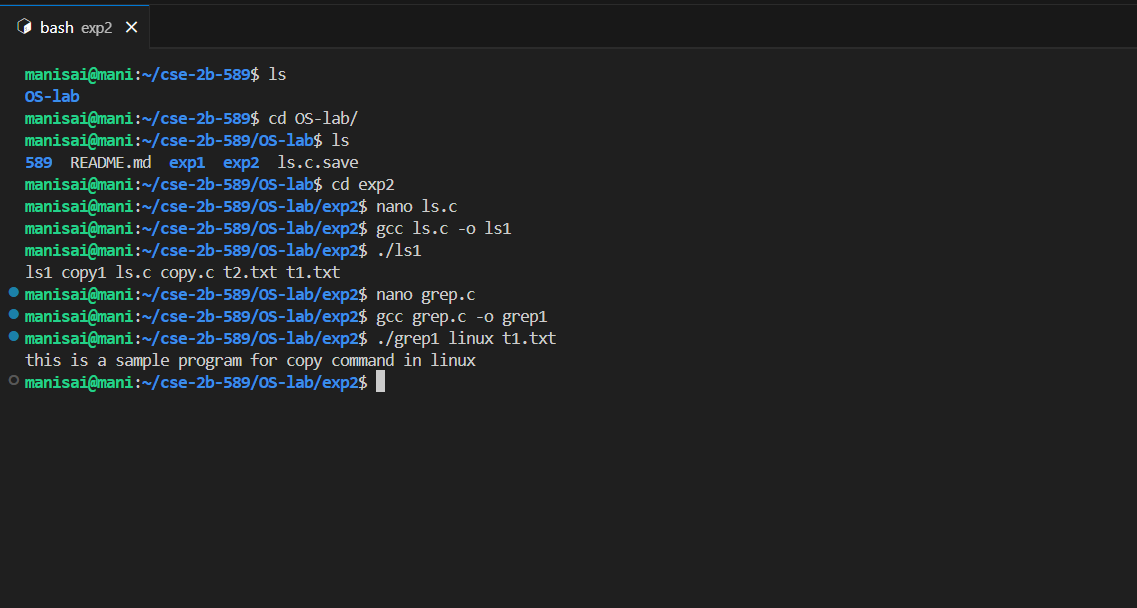 bash exp2
manisai@mani:~/cse-2b-589$ ls
OS-lab
manisai@mani:~/cse-2b-589$ cd OS-lab/
manisai@mani:~/cse-2b-589/OS-lab$ ls
589  README.md  exp1  exp2  ls.c.save
manisai@mani:~/cse-2b-589/OS-lab$ cd exp2
manisai@mani:~/cse-2b-589/OS-lab/exp2$ nano ls.c
manisai@mani:~/cse-2b-589/OS-lab/exp2$ gcc ls.c -o ls1
manisai@mani:~/cse-2b-589/OS-lab/exp2$ ./ls1
ls1 copy1 ls.c copy.c t2.txt t1.txt
manisai@mani:~/cse-2b-589/OS-lab/exp2$ nano grep.c
manisai@mani:~/cse-2b-589/OS-lab/exp2$ gcc grep.c -o grep1
manisai@mani:~/cse-2b-589/OS-lab/exp2$ ./grep1 linux t1.txt
this is a sample program for copy command in linux
manisai@mani:~/cse-2b-589/OS-lab/exp2$